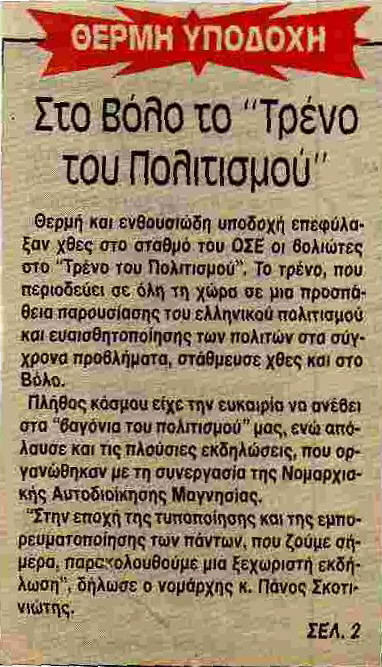 ΘΕΡΜΗ ΥΠΟΔΟΧΗ
Στο Βόλο το "Τρένο
του Πολιτισμού"
Θερμή και ενθουσιώδη υποδοχή επεφύλα-
ξαν χθες στο σταθμό του ΟΣΕ οι βολιώτες
στο "Τρένο του Πολιτισμού". Το τρένο, που
περιοδεύει σε όλη τη χώρα σε μια προσπά-
θεια παρουσίασης του ελληνικού πολιτισμού
και ευαισθητοποίησης των πολιτών στα σύγ-
χρονα προβλήματα, στάθμευσε χθες και στο
Βόλο.
Πλήθος κόσμου είχε την ευκαιρία να ανέβει
στα "βαγόνια του πολιτισμού" μας, ενώ από-
λαυσε και τις πλούσιες εκδηλώσεις, που ορ-
γανώθηκαν με τη συνεργασία της Νομαρχια-
κής Αυτοδιοίκησης Μαγνησίας.
"Στην εποχή της τυποποίησης και της εμπο-
ρευματοποίησης των πάντων, που ζούμε σή-
μερα, παρακολουθούμε μια ξεχωριστή εκδή-
λωση", δήλωσε ο νομάρχης κ. Πάνος Σκοτι-
νιώτης.
ΣΕΛ. 2